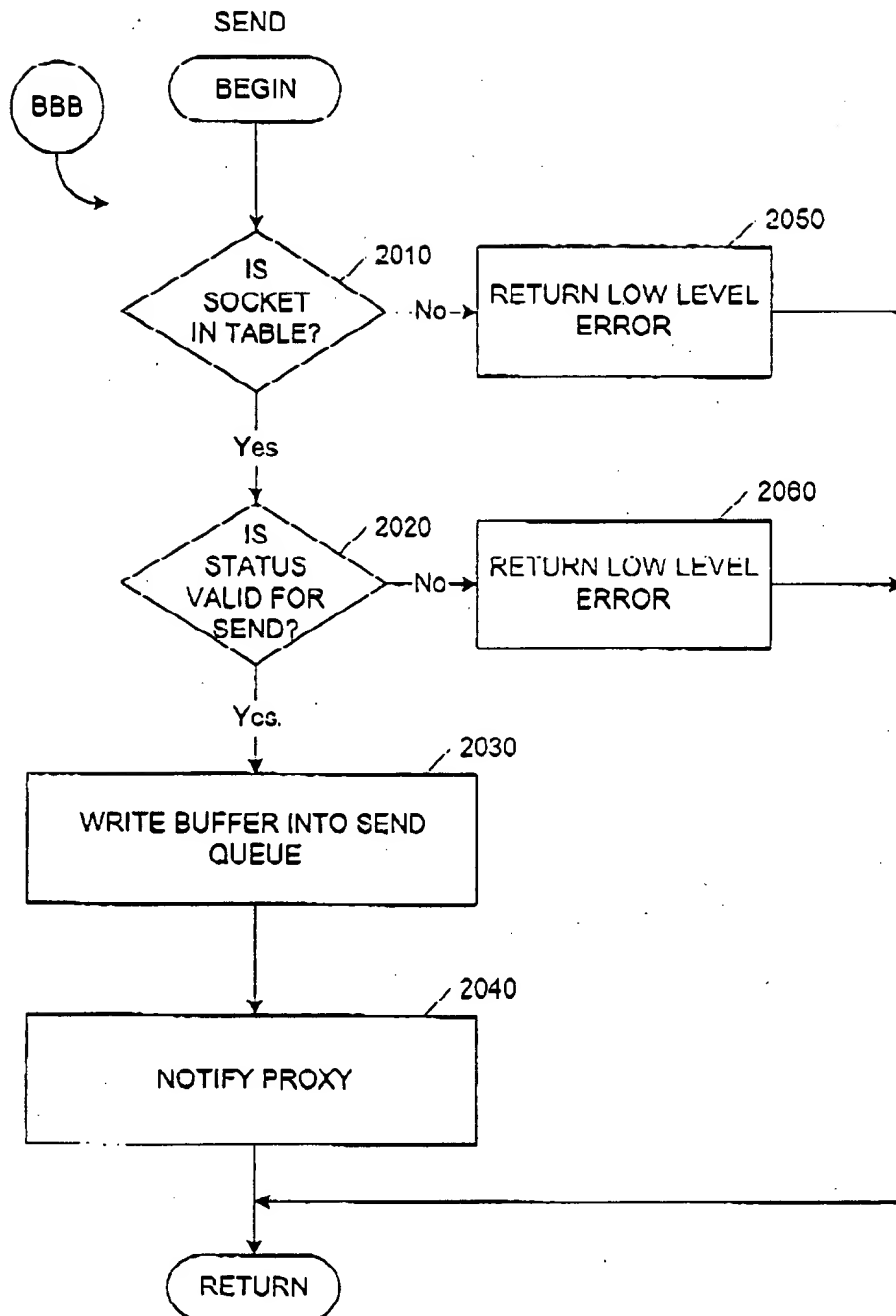 SEND
BBB
BEGIN
2010
IS
SOCKET
IN TABLE?
No
2050
RETURN LOW LEVEL
ERROR
Yes
2020
IS
STATUS
VALID FOR
SEND?
No
2060
RETURN LOW LEVEL
ERROR
Yes.
2030
WRITE BUFFER INTO SEND
QUEUE
2040
NOTIFY PROXY
RETURN